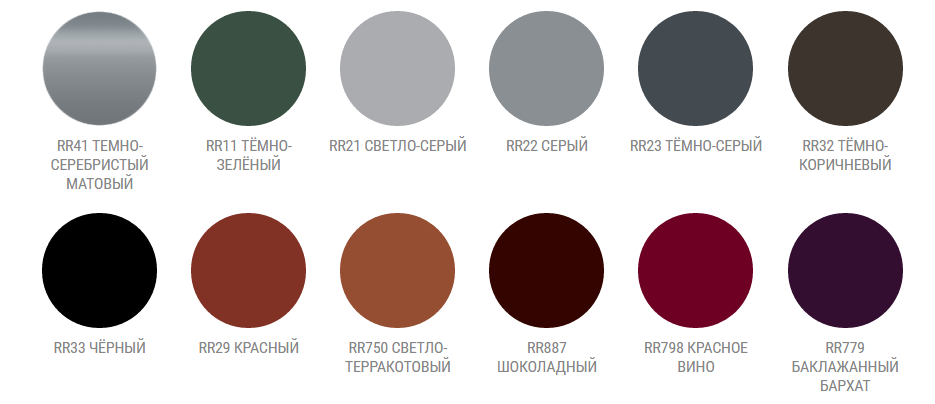 RR41 ТЕМНО-
СЕРЕБРИСТЫЙ
МАТОВЫЙ
RR11 ТЁМНО-
ЗЕЛЁНЫЙ
RR21 СВЕТЛО-СЕРЫЙ
RR22 СЕРЫЙ
RR23 ТЁМНО-СЕРЫЙ
RR32 ТЁМНО-
КОРИЧНЕВЫЙ
RR33 ЧЁРНЫЙ
RR29 КРАСНЫЙ
RR750 СВЕТЛО-
ТЕРРАКОТОВЫЙ
RR887
ШОКОЛАДНЫЙ
RR798 КРАСНОЕ
ВИНО
RR779
БАКЛАЖАННЫЙ
БАРХАТ